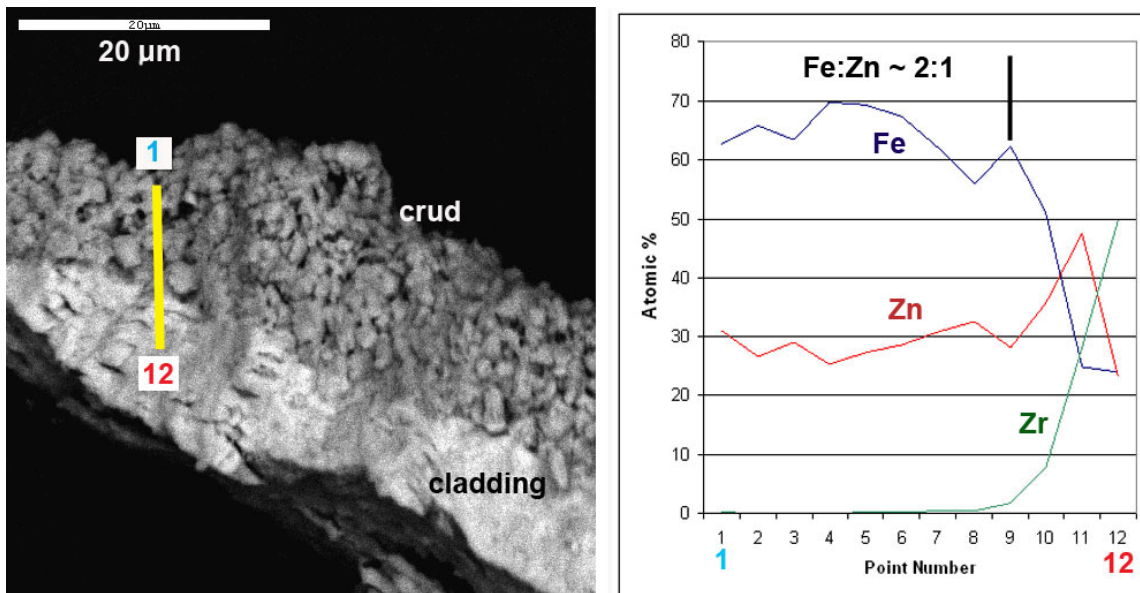 20µm
20 µm
1
crud
12
cladding
80
70
60
50
40
30
20
10
0
Atomic %
Fe:Zn ~ 2:1
Fe
Zn
Zr
1 2 3 4 5 6 7 8 9 10 11 12
1 12
Point Number